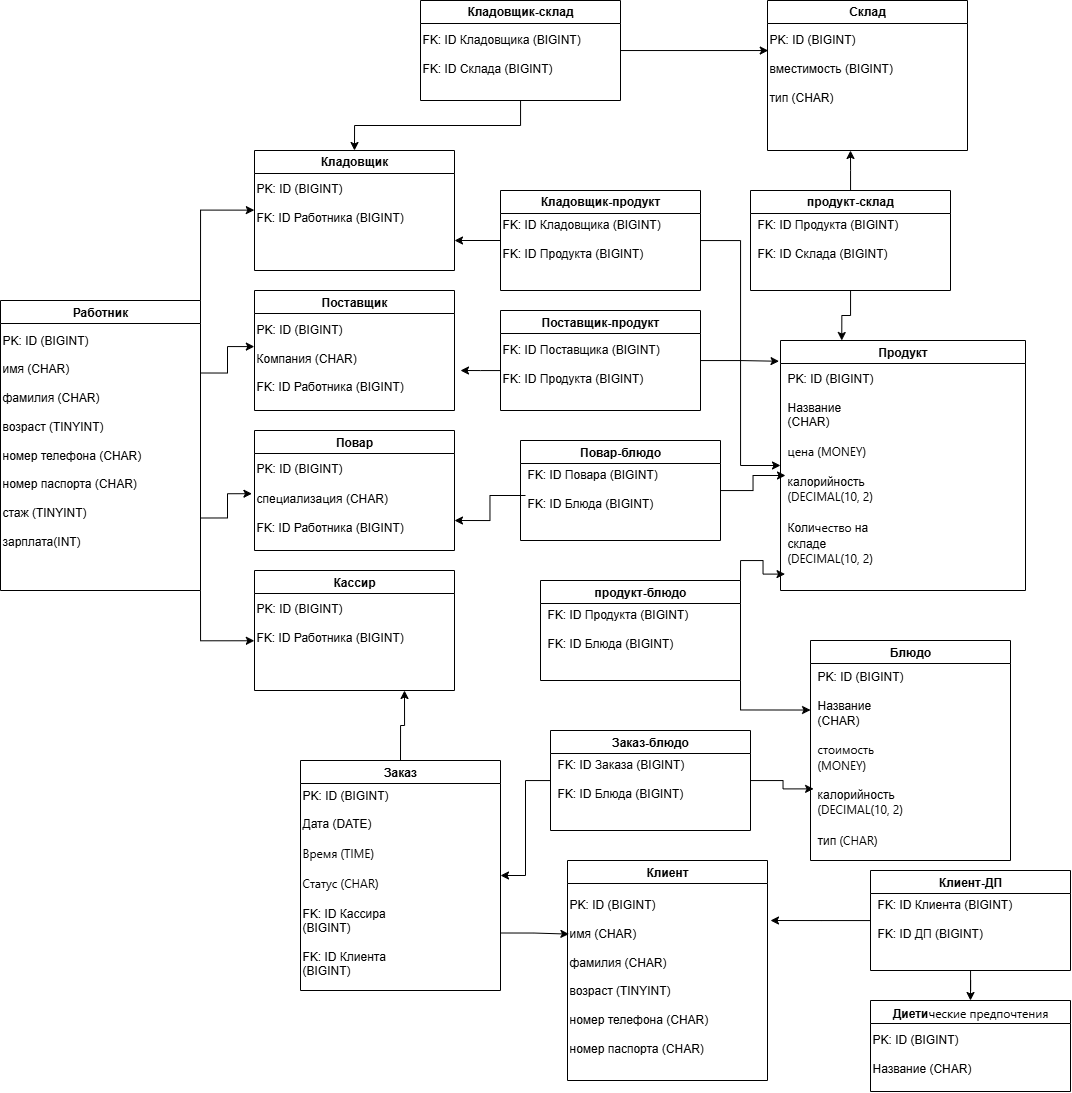 Кладовщик-склад
FK: ID Кладовщика (BIGINT)
FK: ID Склада (BIGINT)
Склад
PK: ID (BIGINT)
вместимость (BIGINT)
тип (CHAR)
Кладовщик
PK: ID (BIGINT)
FK: ID Работника (BIGINT)
Кладовщик-продукт
FK: ID Кладовщика (BIGINT)
FK: ID Продукта (BIGINT)
продукт-склад
FK: ID Продукта (BIGINT)
FK: ID Склада (BIGINT)
Работник
PK: ID (BIGINT)
имя (CHAR)
фамилия (CHAR)
возраст (TINYINT)
номер телефона (CHAR)
номер паспорта (CHAR)
стаж (TINYINT)
зарплата(INT)
Поставщик
PK: ID (BIGINT)
Компания (CHAR)
FK: ID Работника (BIGINT)
Поставщик-продукт
FK: ID Поставщика (BIGINT)
FK: ID Продукта (BIGINT)
Продукт
PK: ID (BIGINT)
Название
(CHAR)
цена (MONEY)
калорийность
(DECIMAL(10, 2)
Количество на
складе
(DECIMAL(10, 2)
Повар
PK: ID (BIGINT)
специализация (CHAR)
FK: ID Работника (BIGINT)
Повар-блюдо
FK: ID Повара (BIGINT)
FK: ID Блюда (BIGINT)
Кассир
PK: ID (BIGINT)
FK: ID Работника (BIGINT)
продукт-блюдо
FK: ID Продукта (BIGINT)
FK: ID Блюда (BIGINT)
Блюдо
PK: ID (BIGINT)
Название
(CHAR)
стоимость
(MONEY)
калорийность
(DECIMAL(10, 2)
тип (CHAR)
Заказ-блюдо
FK: ID Заказа (BIGINT)
FK: ID Блюда (BIGINT)
Заказ
PK: ID (BIGINT)
Дата (DATE)
Время (TIME)
Статус (CHAR)
FK: ID Кассира
(BIGINT)
FK: ID Клиента
(BIGINT)
Клиент
PK: ID (BIGINT)
имя (CHAR)
фамилия (CHAR)
возраст (TINYINT)
номер телефона (CHAR)
номер паспорта (CHAR)
Клиент-ДП
FK: ID Клиента (BIGINT)
FK: ID ДП (BIGINT)
Диетические предпочтения
PK: ID (BIGINT)
Название (CHAR)